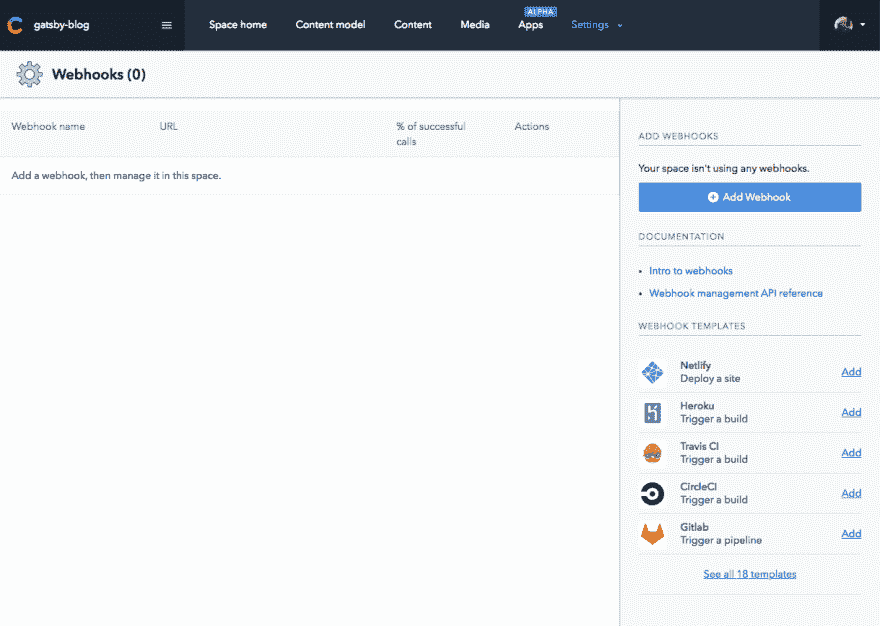 gatsby-blog
Space home
Content model
Content
Media
ALPHA
Apps
Settings
Webhooks (0)
Webhook name
URL
% of successful
calls
Actions
Add a webhook, then manage it in this space.
ADD WEBHOOKS
Your space isn't using any webhooks.
Add Webhook
DOCUMENTATION
Intro to webhooks
Webhook management API reference
WEBHOOK TEMPLATES
Netlify
Deploy a site
Add
Heroku
Trigger a build
Add
Travis CI
Trigger a build
Add
CircleCI
Trigger a build
Add
Gitlab
Trigger a pipeline
Add
See all 18 templates